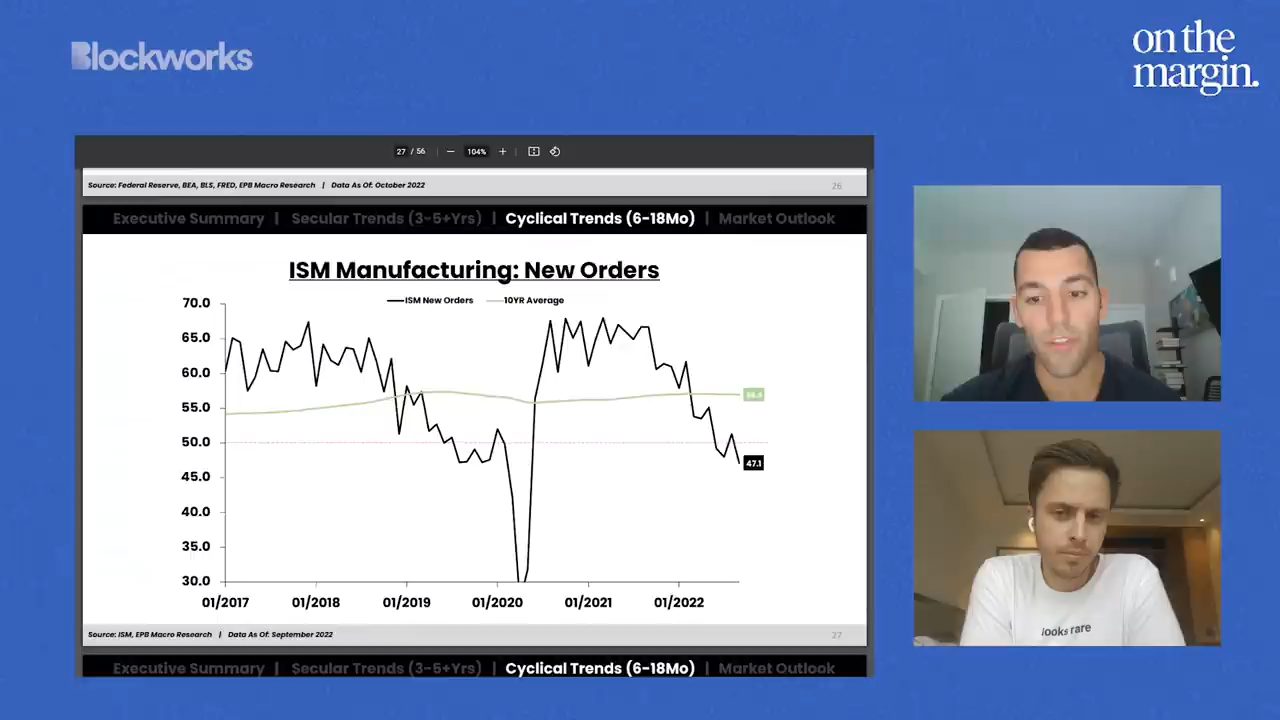 Blockworks
on the
margin.
27 / 56 | — 104% + |
Source: Federal Reserve, BEA, BLS, FRED, EPB Macro Research | Data As Of: October 2022
26
Executive Summary | Secular Trends (3-5+Yrs) | Cyclical Trends (6-18Mo) | Market Outlook
ISM Manufacturing: New Orders
ISM New Orders 10YR Average
70.0
65.0
60.0
55.0
50.0
45.0
40.0
35.0
30.0
47.1
01/2017 01/2018 01/2019 01/2020 01/2021 01/2022
Source: ISM, EPB Macro Research | Data As Of: September 2022
27
Executive Summary | Secular Trends (3-5+Yrs) | Cyclical Trends (6-18Mo) | Market Outlook
looks rare